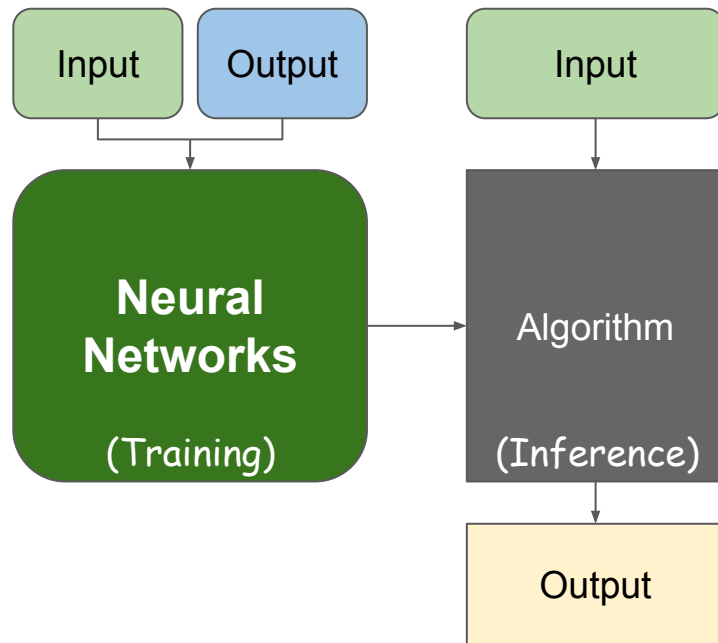 Input
Output
Input
Neural
Networks
(Training)
Algorithm
(Inference)
Output